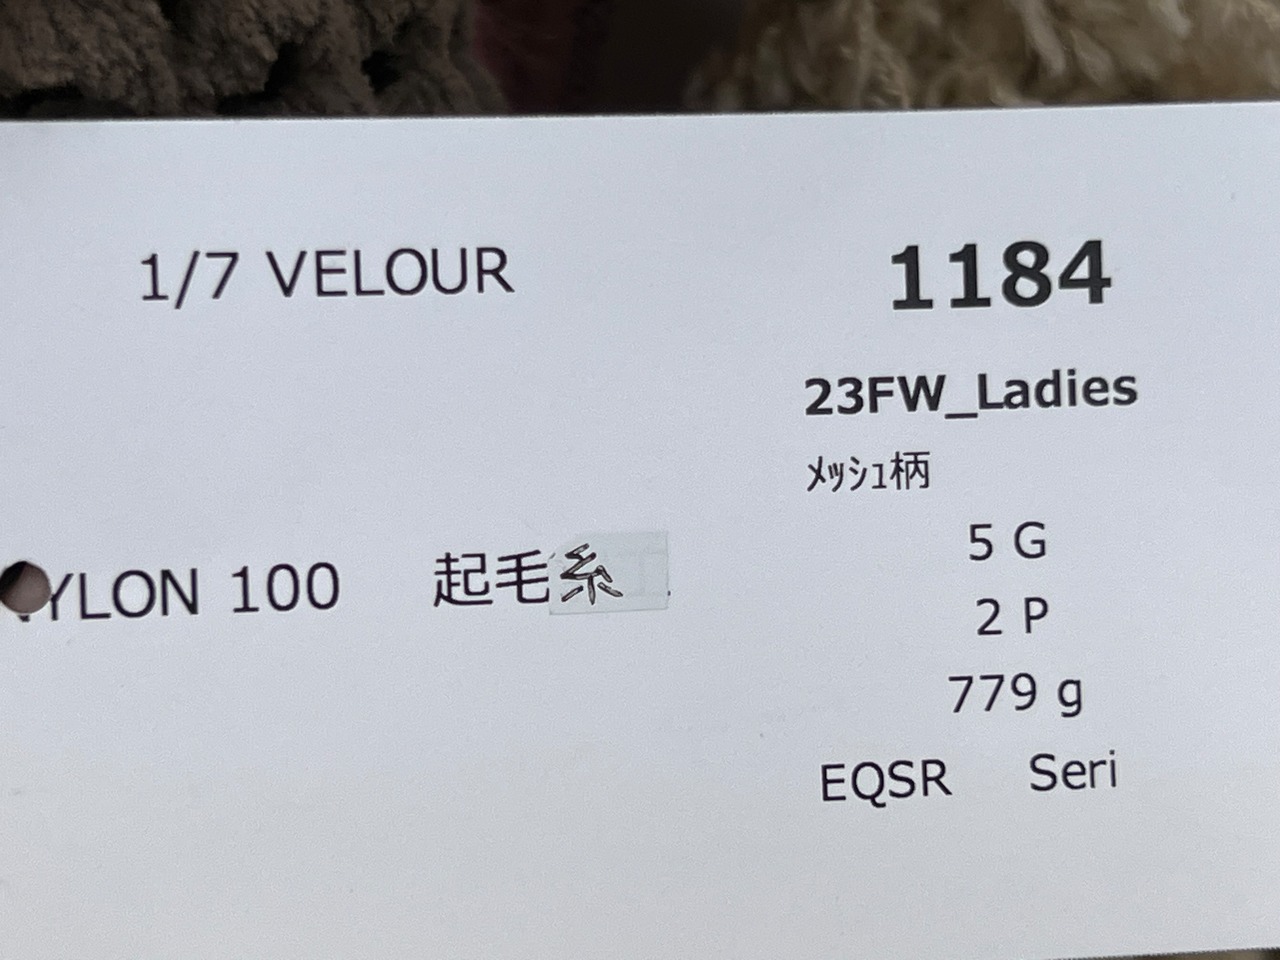 1/7 VELOUR
1184
23FW_Ladies
ﾒｯｼｭ柄
5 G
NYLON 100 起毛糸
2 P
779 g
EQSR Seri